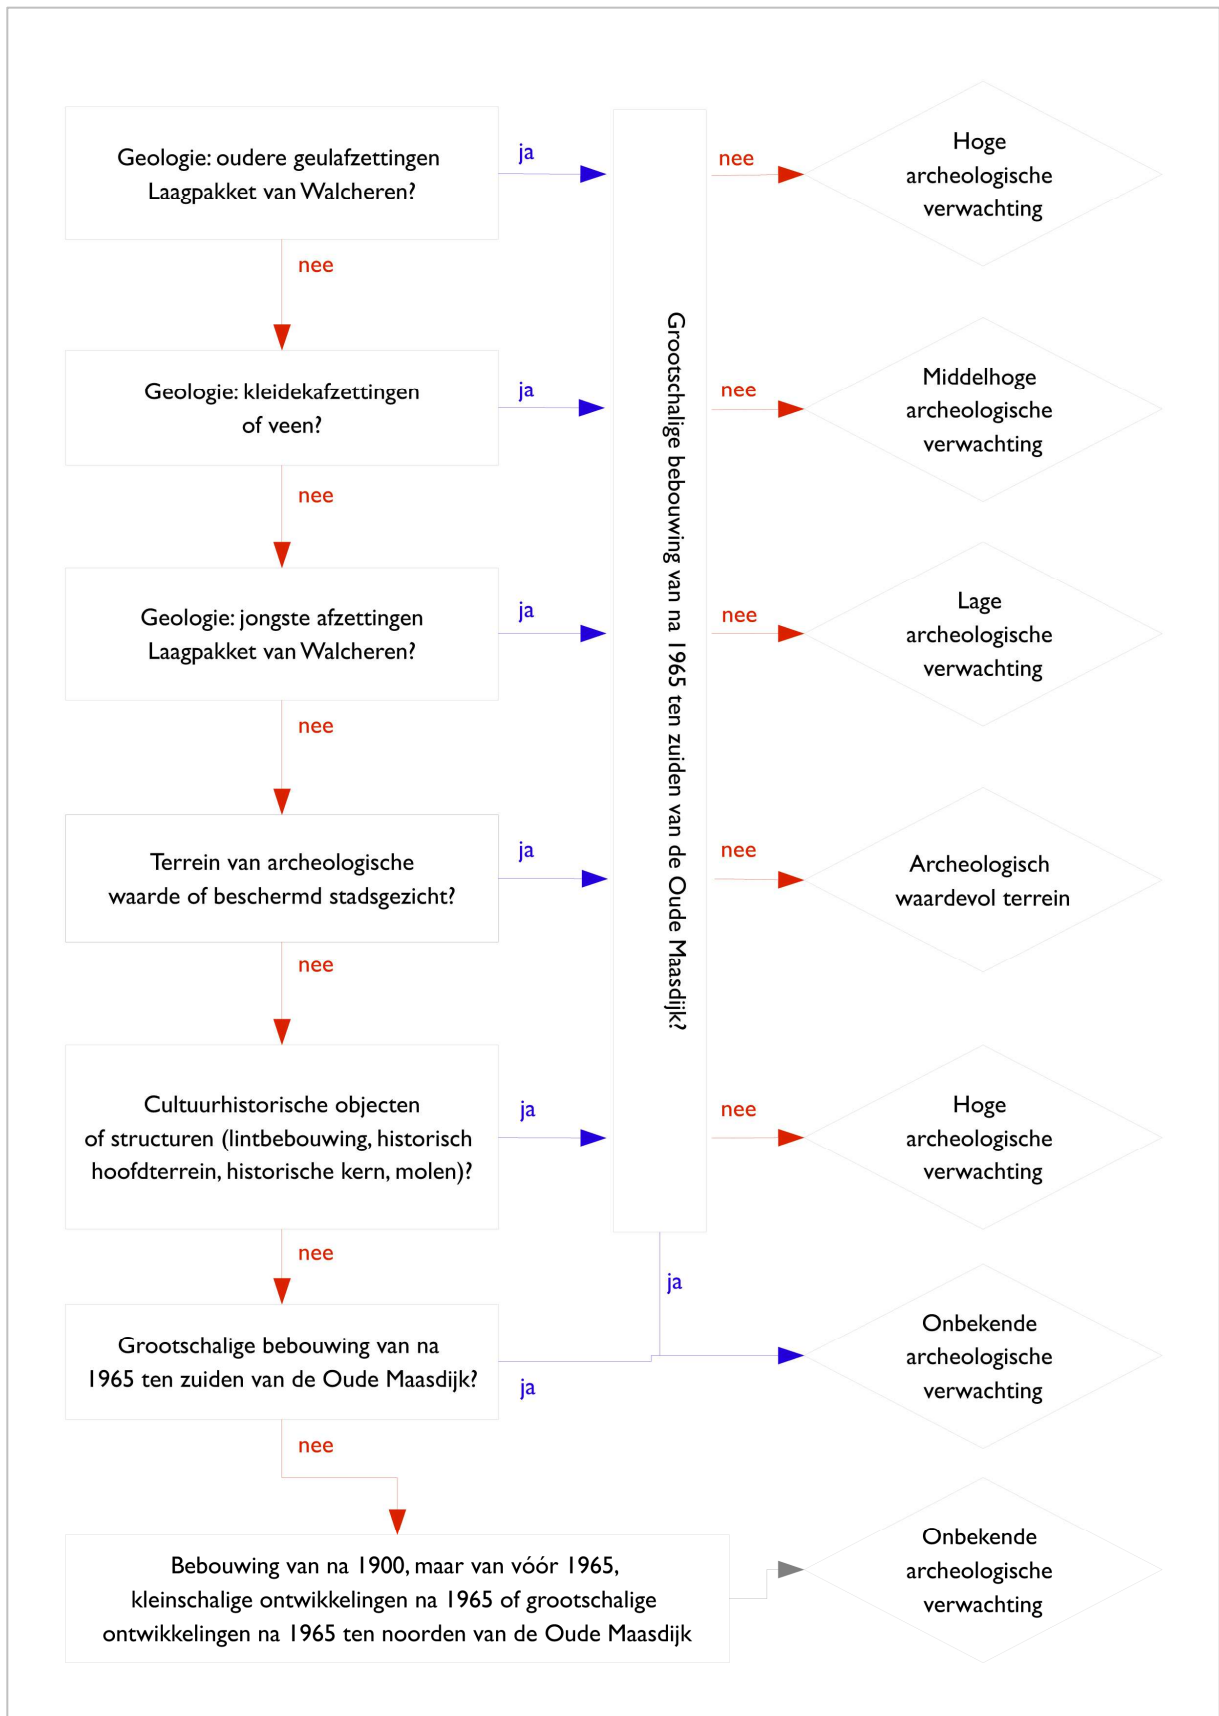 Geologie: oudere geulafzettingen
Laagpakket van Walcheren?
ja
nee
Hoge
archeologische
verwachting
nee
Geologie: kleidekafzettingen
of veen?
ja
nee
Middelhoge
archeologische
verwachting
nee
Geologie: jongste afzettingen
Laagpakket van Walcheren?
ja
nee
Lage
archeologische
verwachting
nee
Terrein van archeologische
waarde of beschermd stadsgezicht?
ja
nee
Archeologisch
waardevol terrein
nee
Cultuurhistorische objecten
of structuren (lintbebouwing, historisch
hoofdterrein, historische kern, molen)?
ja
nee
Hoge
archeologische
verwachting
nee
Grootschalige bebouwing van na 1965 ten zuiden van de Oude Maasdijk?
ja
Grootschalige bebouwing van na
1965 ten zuiden van de Oude Maasdijk?
ja
Onbekende
archeologische
verwachting
nee
Bebouwing van na 1900, maar van vóór 1965,
kleinschalige ontwikkelingen na 1965 of grootschalige
ontwikelingen na 1965 ten noorden van de Oude Maasdijk
Onbekende
archeologische
verwachting